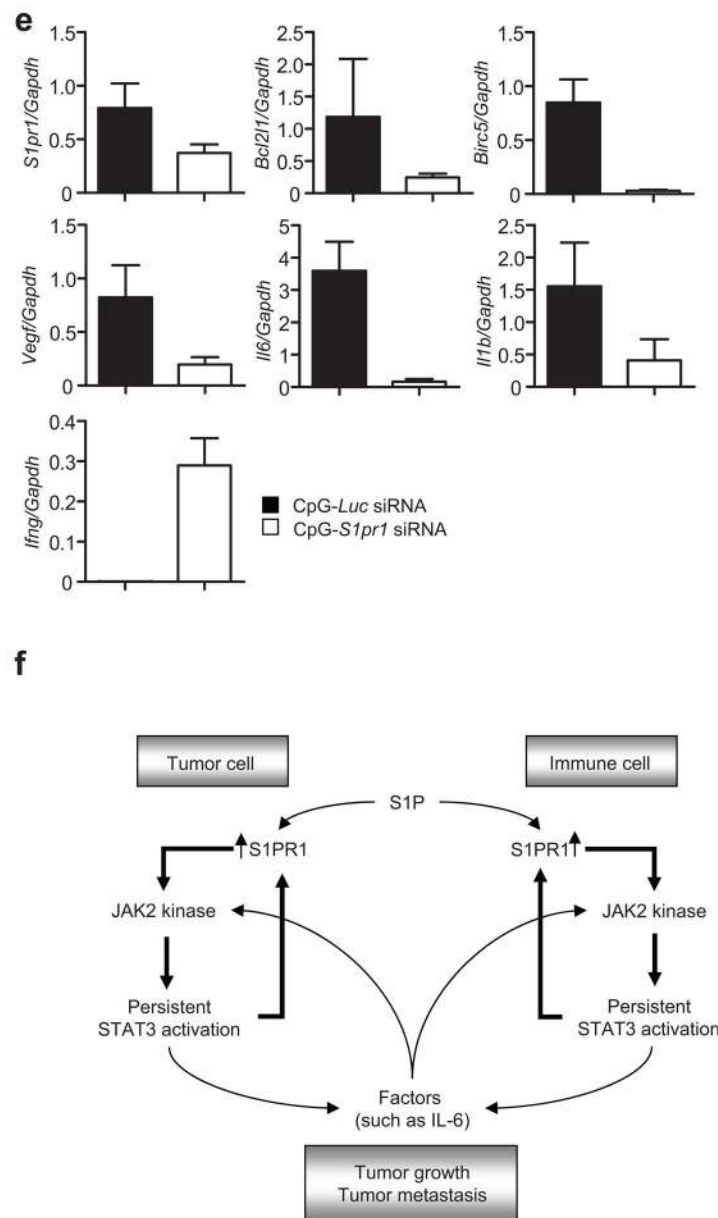 e
S1pr1/Gapdh
1.5
1.0
0.5
0
Bcl2l1/Gapdh
2.5
2.0
1.5
1.0
0.5
0
Birc5/Gapdh
1.5
1.0
0.5
0
Vegf/Gapdh
1.5
1.0
0.5
0
Il6/Gapdh
5
4
3
2
1
0
Il1b/Gapdh
2.5
2.0
1.5
1.0
0.5
0
Ifng/Gapdh
0.4
0.3
0.2
0.1
0
CpG-Luc siRNA
CpG-S1pr1 siRNA
f
Tumor cell
Immune cell
S1P
S1PR1
S1PR1
JAK2 kinase
JAK2 kinase
Persistent
STAT3 activation
Persistent
STAT3 activation
Factors
(such as IL-6)
Tumor growth
Tumor metastasis